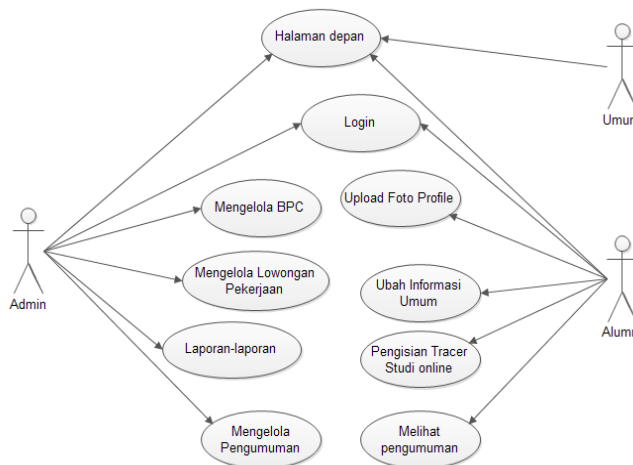 Halaman depan
Umum
Login
Upload Foto Profile
Mengelola BPC
Admin
Mengelola Lowongan
Pekerjaan
Ubah Informasi
Umum
Alumni
Laporan-laporan
Pengisian Tracer
Studi online
Mengelola
Pengumuman
Melihat
pengumuman